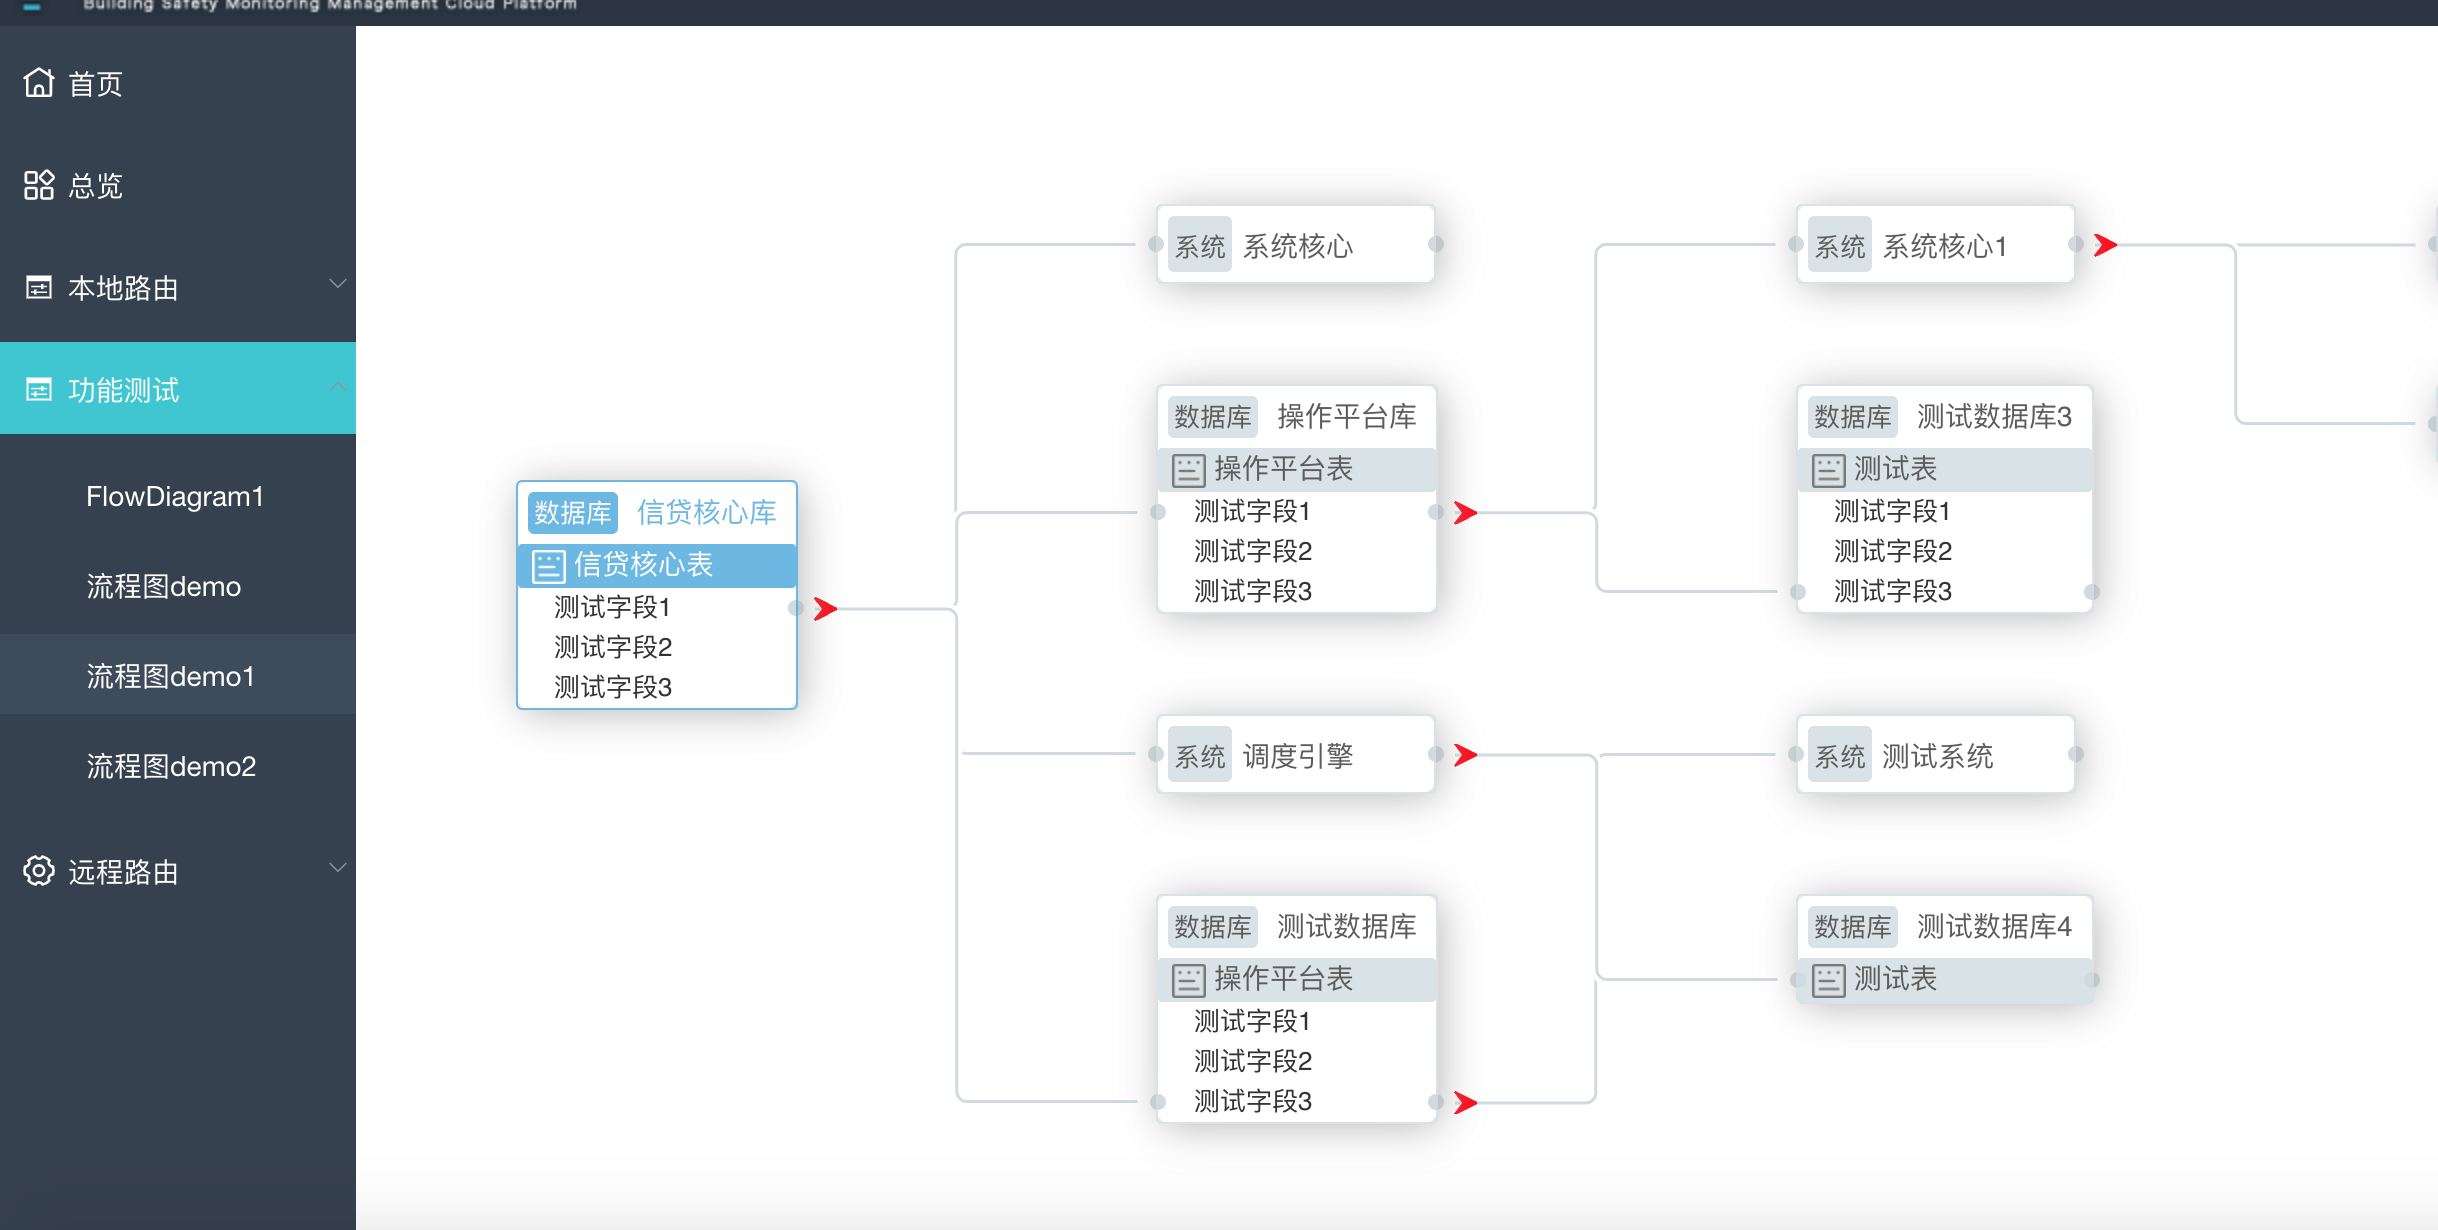 Building Safety Monitoring Management Cloud Platform
首页
总览
本地路由
功能测试
FlowDiagram1
流程图demo
流程图demo1
流程图demo2
远程路由
数据库 信贷核心库
信贷核心表
测试字段1
测试字段2
测试字段3
系统 系统核心
数据库 操作平台库
操作平台表
测试字段1
测试字段2
测试字段3
系统 调度引擎
数据库 测试数据库
操作平台表
测试字段1
测试字段2
测试字段3
系统 系统核心1
数据库 测试数据库3
测试表
测试字段1
测试字段2
测试字段3
系统 测试系统
数据库 测试数据库4
测试表